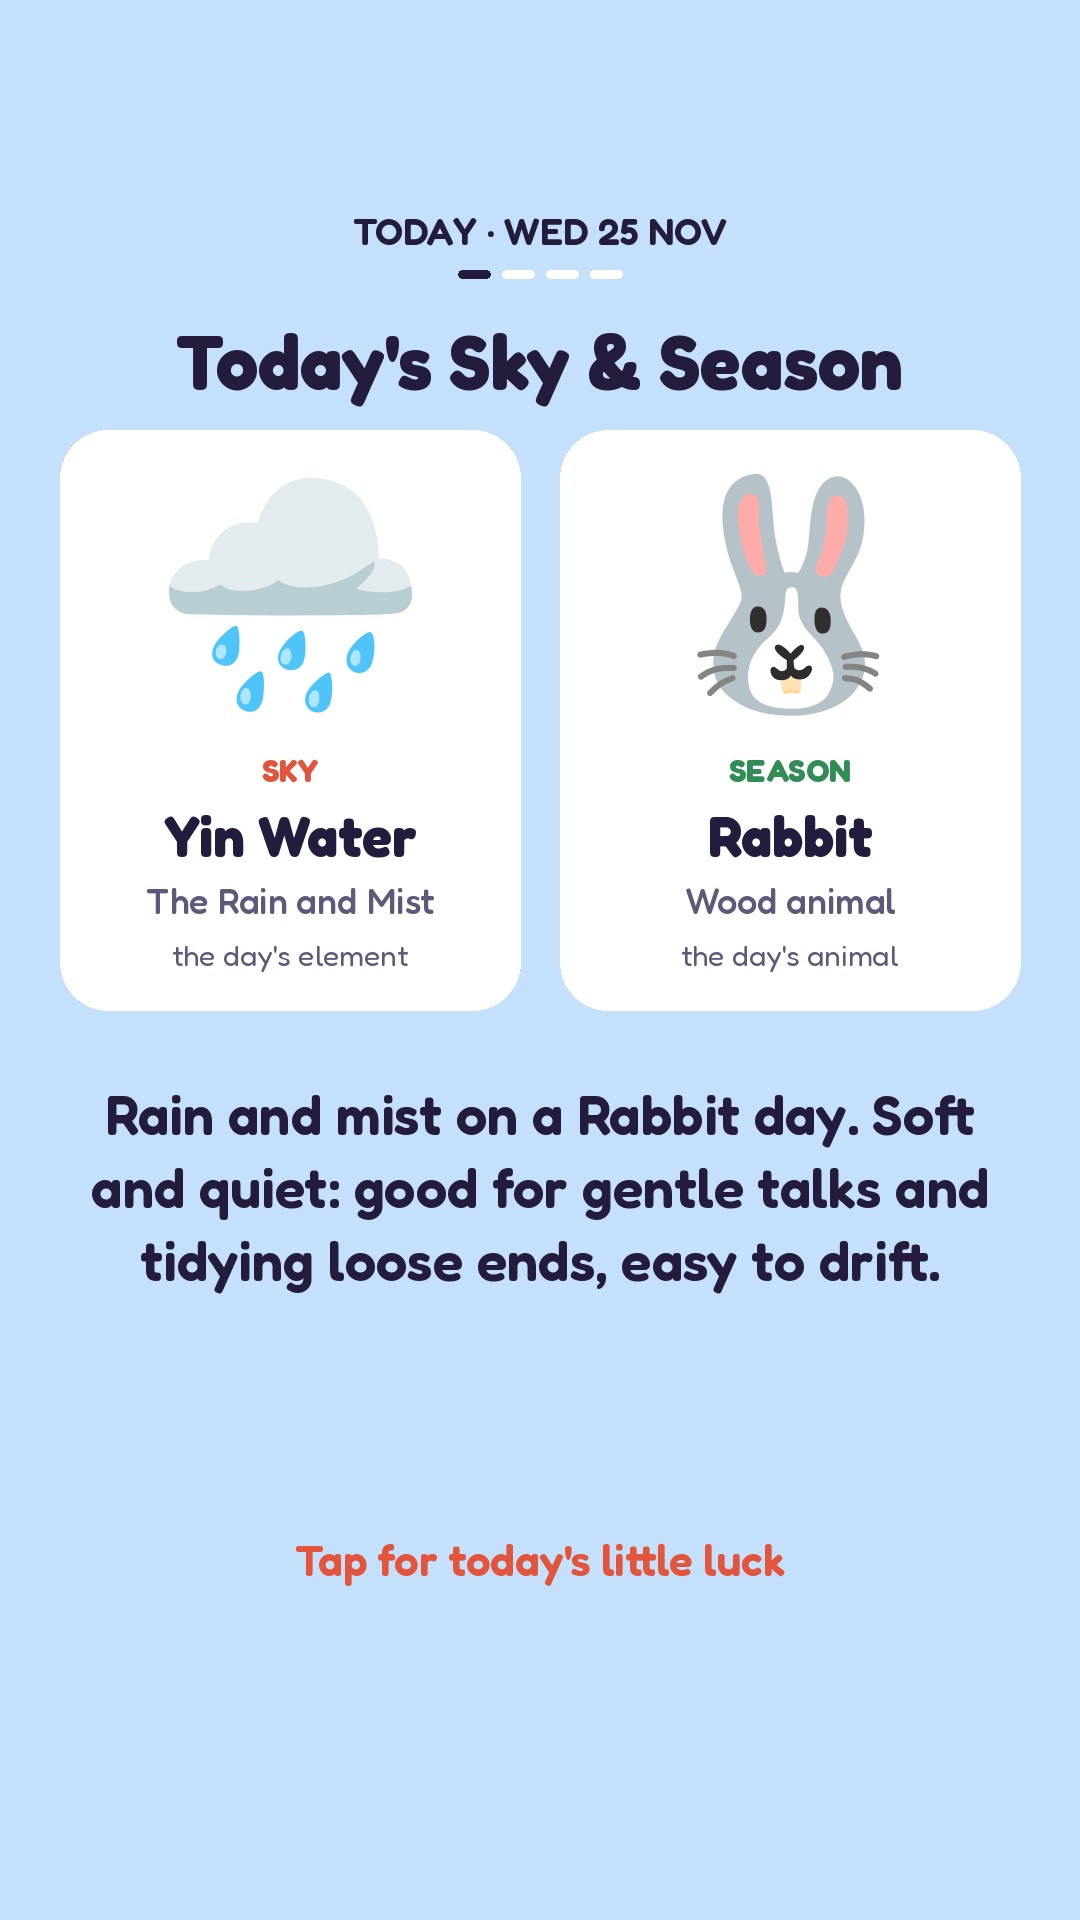 TODAY · WED 25 NOV
Today's Sky & Season
SKY
Yin Water
The Rain and Mist
the day's element
SEASON
Rabbit
Wood animal
the day's animal
Rain and mist on a Rabbit day. Soft
and quiet: good for gentle talks and
tidying loose ends, easy to drift.
Tap for today's little luck